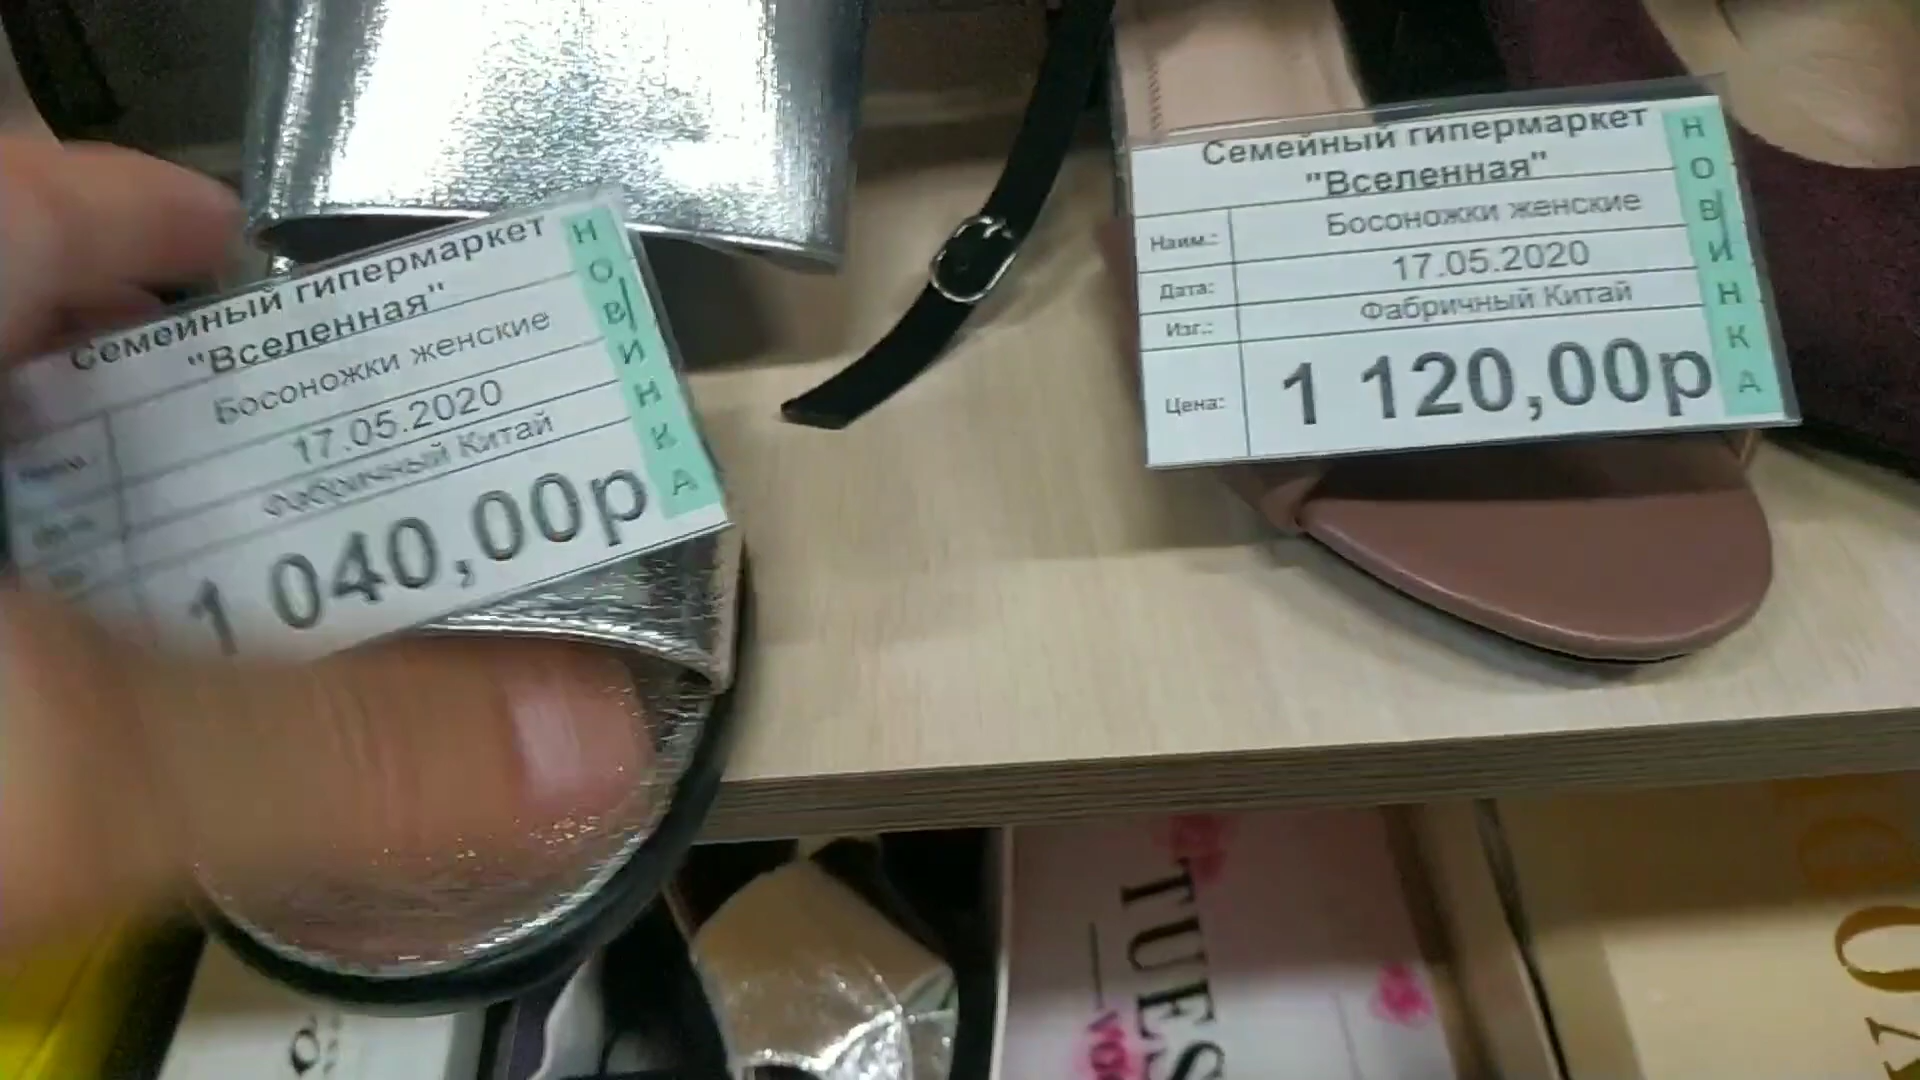 Семейный гипермаркет
"Вселенная"
Босоножки женские
17.05.2020
Китай
1 040,00р
НОВИНКА
Семейный гипермаркет
"Вселенная"
Наим.: Босоножки женские
Дата: 17.05.2020
Изг.: Фабричный Китай
Цена: 1 120,00р
НОВИНКА
TUES